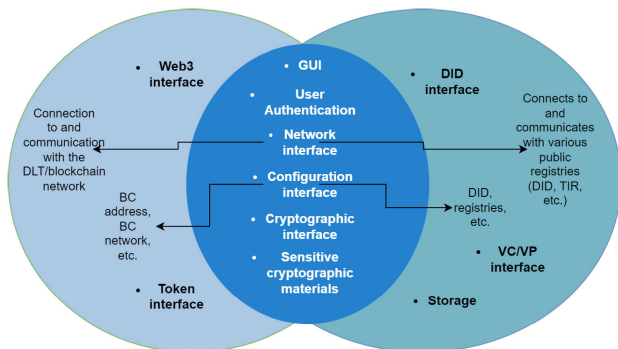 • Web3
interface
Connection
to and
communication
with the
DLT/blockchain
network
BC
address,
BC
network,
etc.
• Token
interface
• GUI
• User
Authentication
• Network
interface
• Configuration
interface
• Cryptographic
interface
• Sensitive
cryptographic
materials
• DID
interface
Connects to
and
communicates
with various
public
registries
(DID, TIR,
etc.)
DID,
registries,
etc.
• VC/VP
interface
• Storage